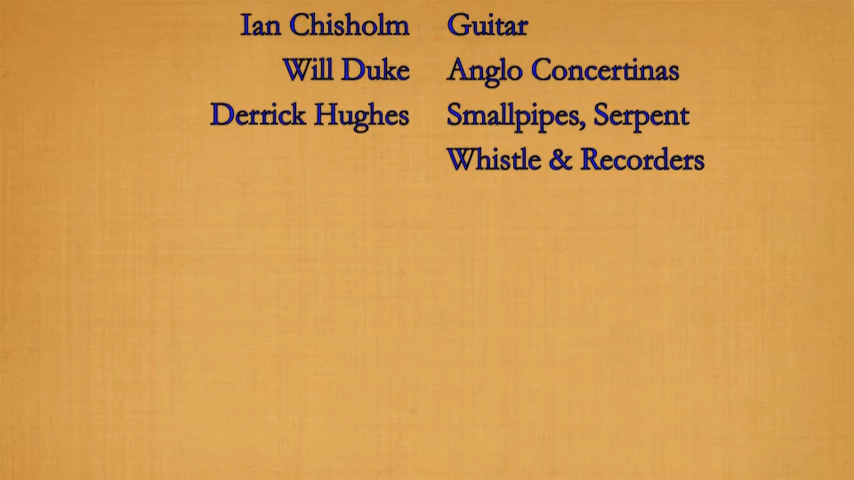 Ian Chisholm Guitar
Will Duke Anglo Concertinas
Derrick Hughes Smallpipes, Serpent
Whistle & Recorders